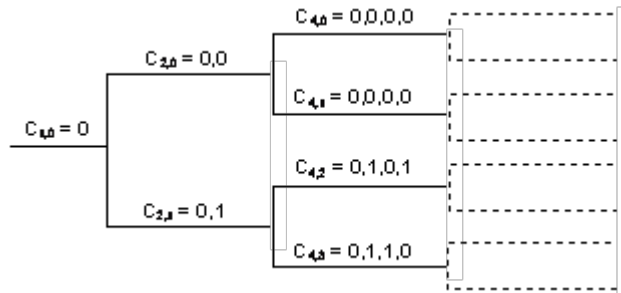 C4,0 = 0,0,0,0
C2,0 = 0,0
C4,1 = 0,0,0,0
C1,0 = 0
C4,2 = 0,1,0,1
C2,1 = 0,1
C4,3 = 0,1,1,0